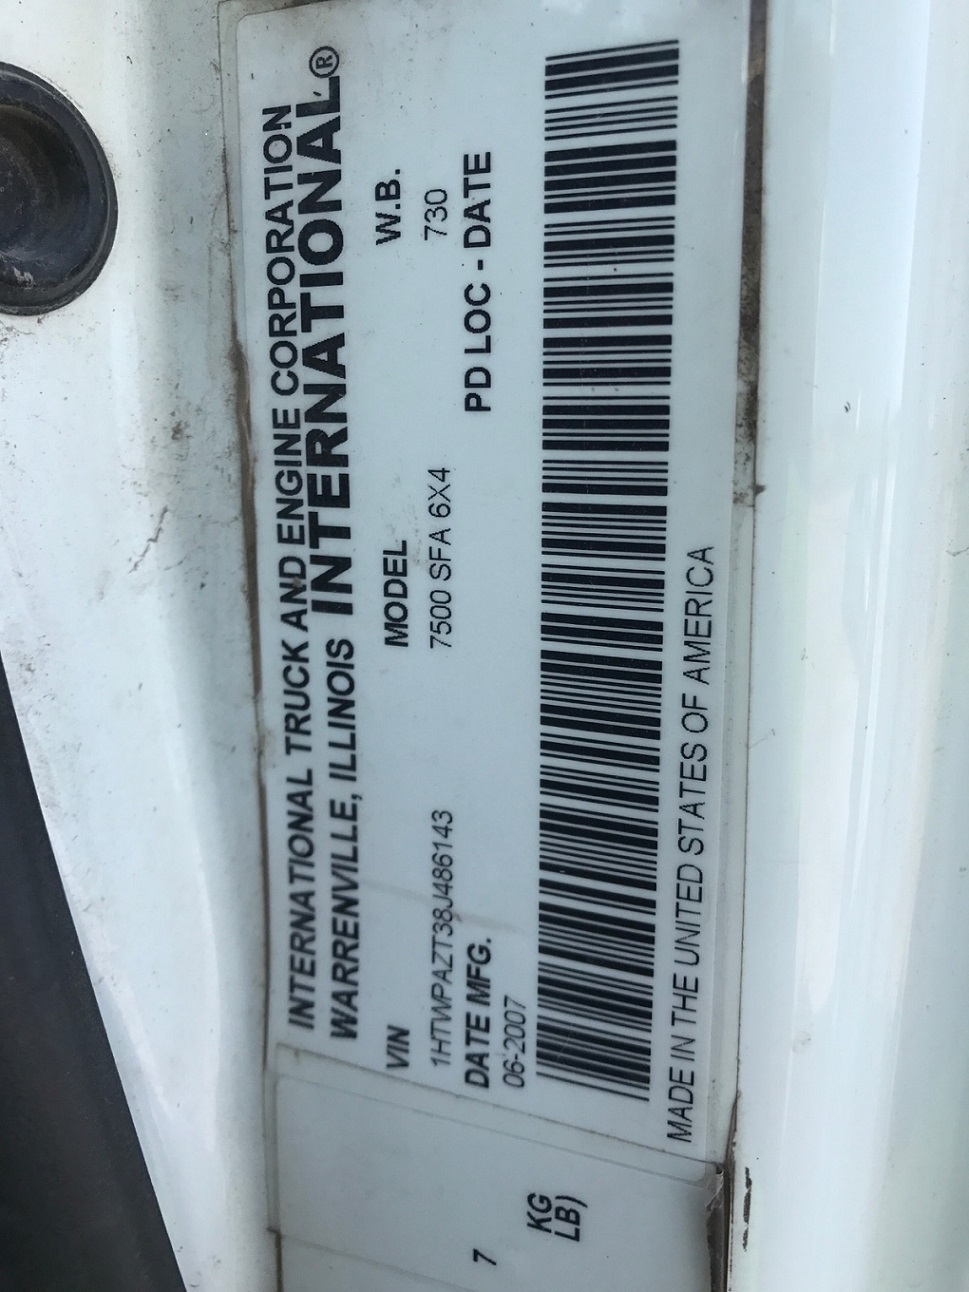 INTERNATIONAL TRUCK AND ENGINE CORPORATION
WARRENVILLE, ILLINOIS INTERNATIONAL®
VIN MODEL W.B.
1HTWPAZT38J486143 7500 SFA 6X4 730
DATE MFG. PD LOC - DATE
06-2007
MADE IN THE UNITED STATES OF AMERICA
7
KG
LB)